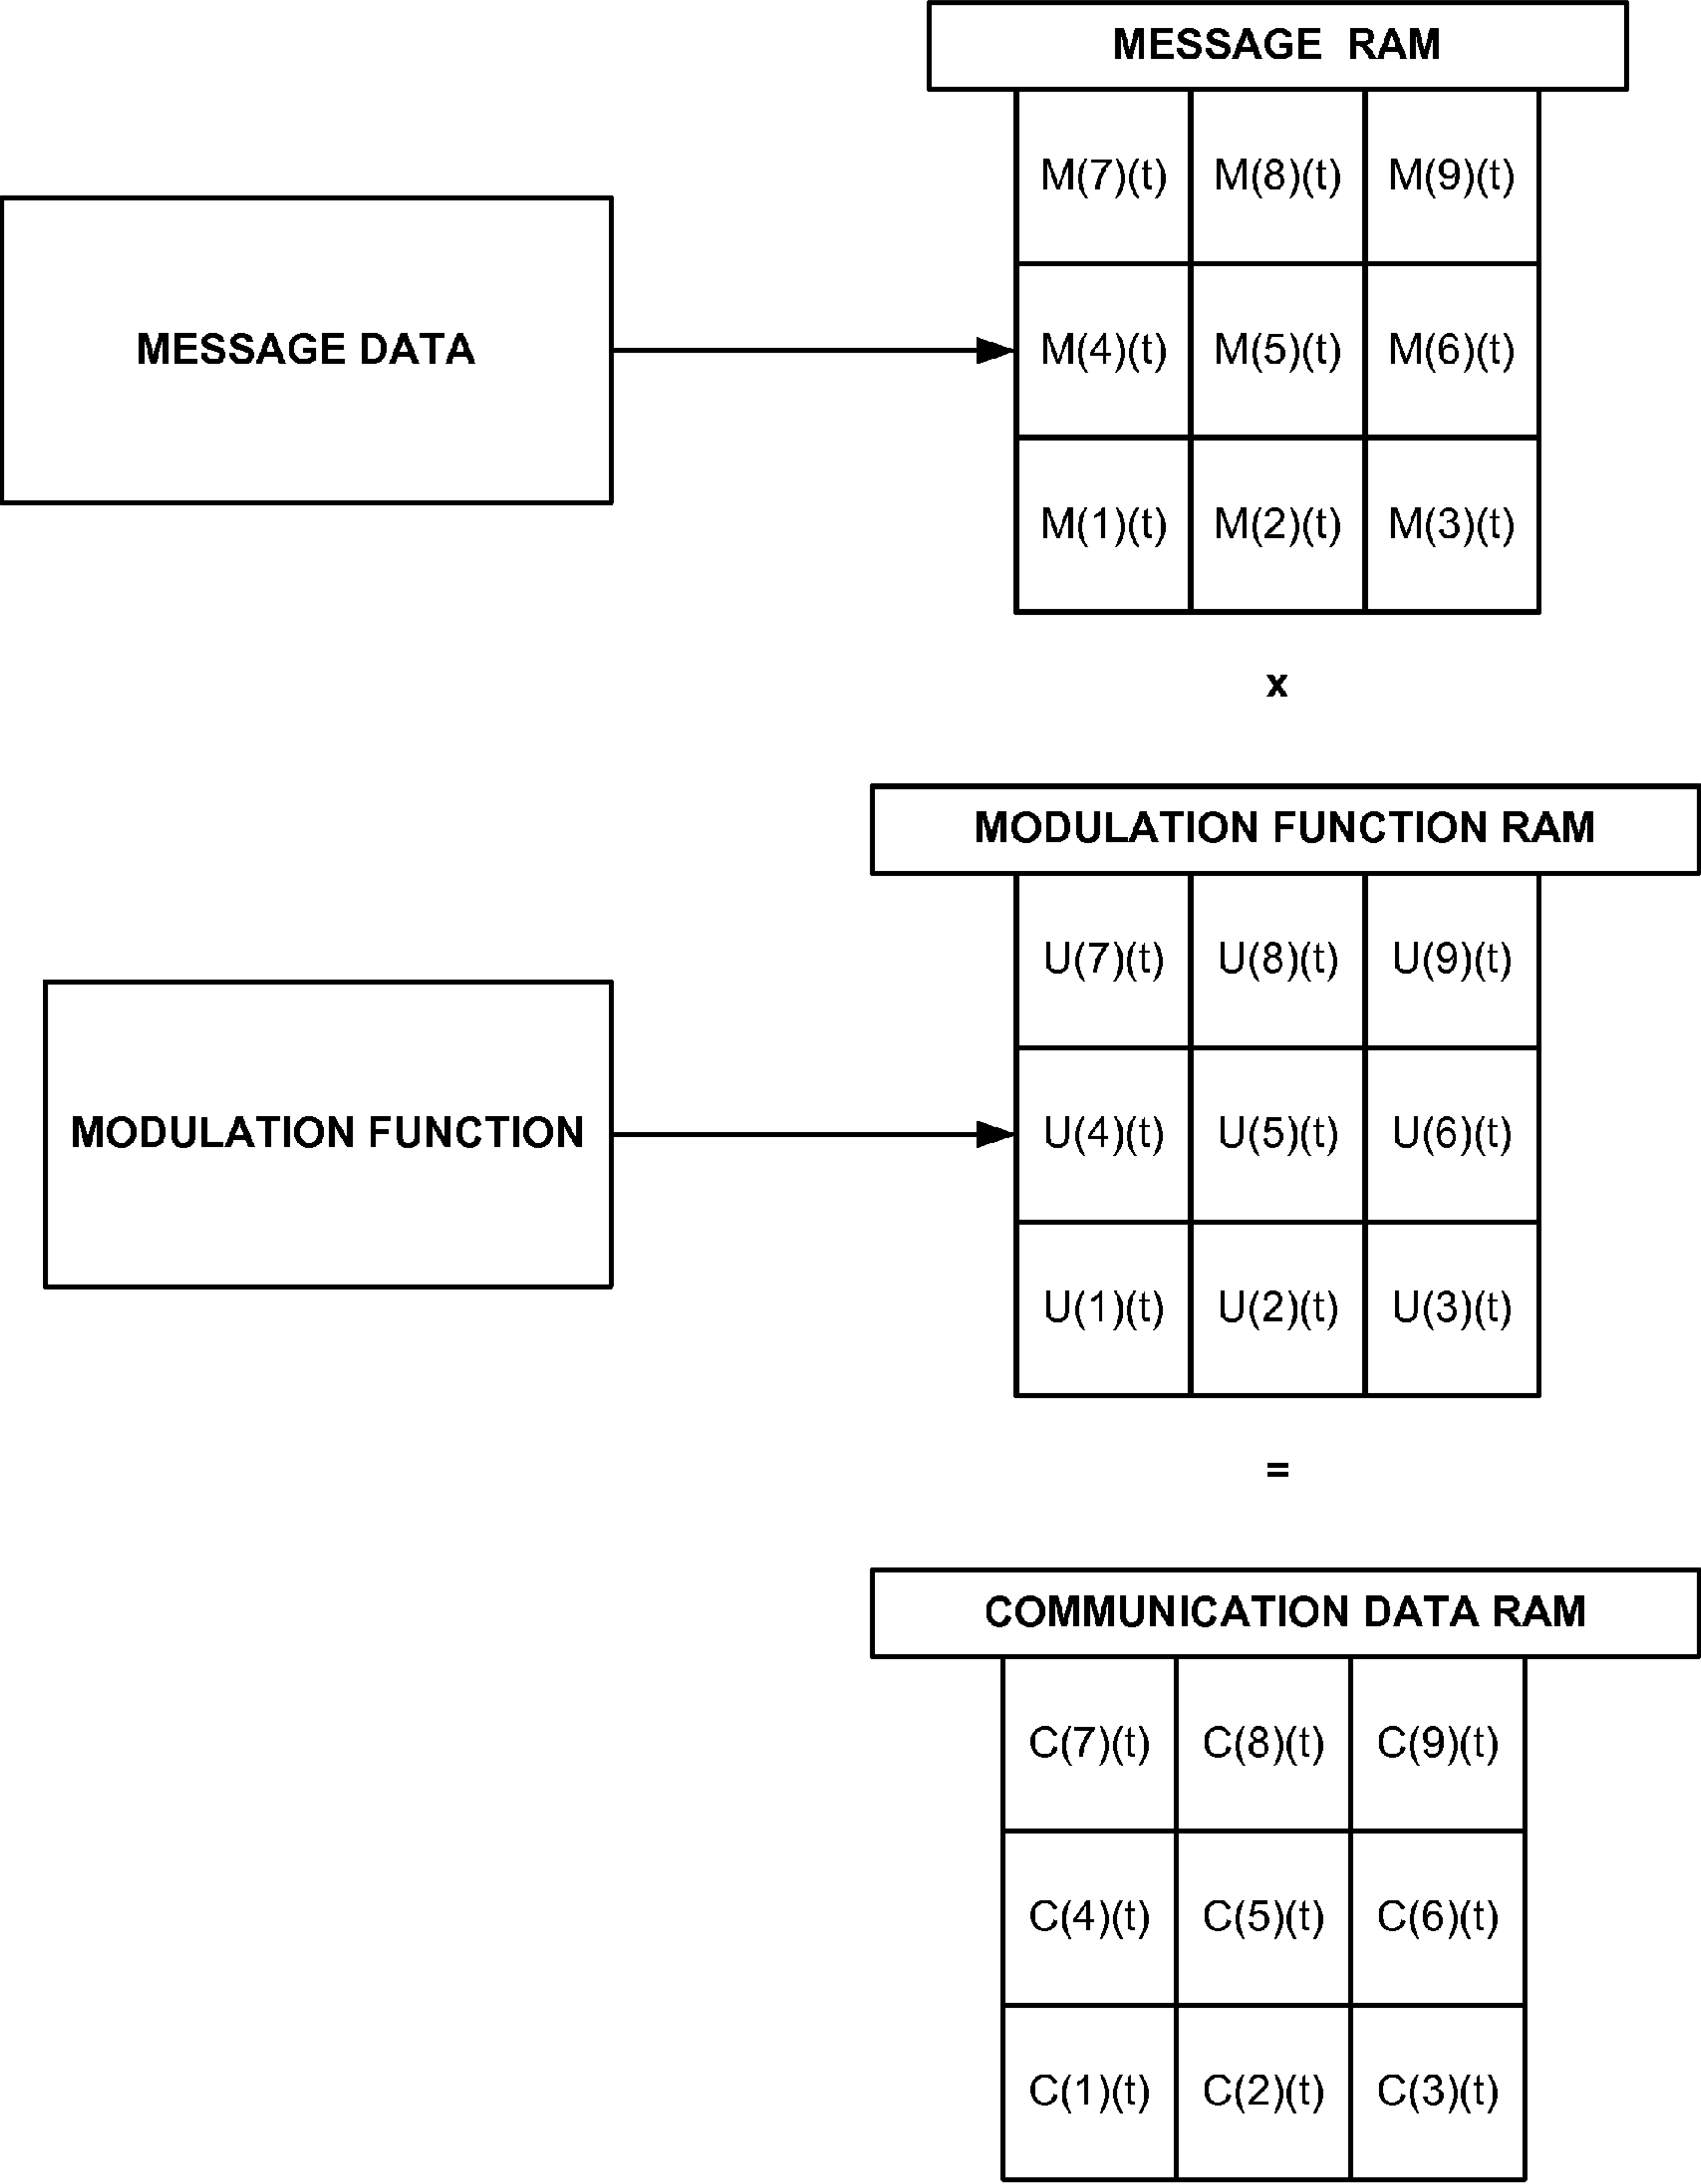 MESSAGE RAM
M(7)(t) M(8)(t) M(9)(t)
MESSAGE DATA
M(4)(t) M(5)(t) M(6)(t)
M(1)(t) M(2)(t) M(3)(t)
x
MODULATION FUNCTION RAM
U(7)(t) U(8)(t) U(9)(t)
MODULATION FUNCTION
U(4)(t) U(5)(t) U(6)(t)
U(1)(t) U(2)(t) U(3)(t)
=
COMMUNICATION DATA RAM
C(7)(t) C(8)(t) C(9)(t)
C(4)(t) C(5)(t) C(6)(t)
C(1)(t) C(2)(t) C(3)(t)